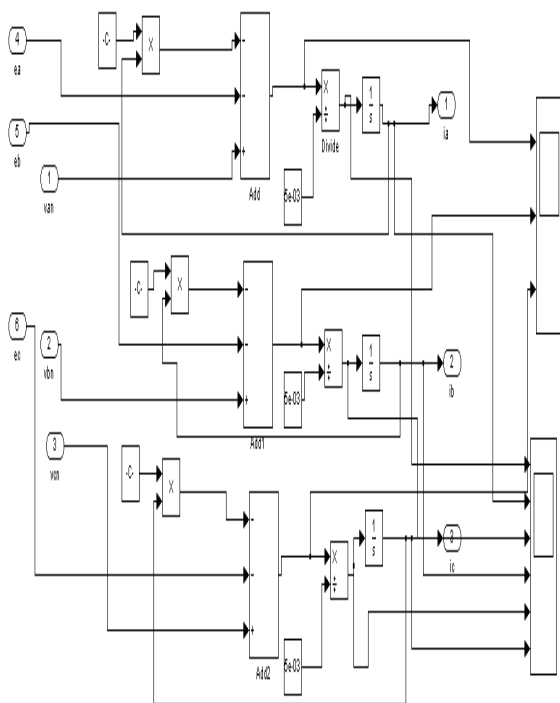 4
ea
-C-
X
-
-
+
Add
X
÷
Divide
5e-03
1
s
1
ia
5
eb
1
van
-C-
X
-
-
+
Add1
X
÷
5e-03
1
s
2
ib
6
ec
2
vbn
3
vcn
-C-
X
-
-
+
Add2
X
÷
5e-03
1
s
3
ic